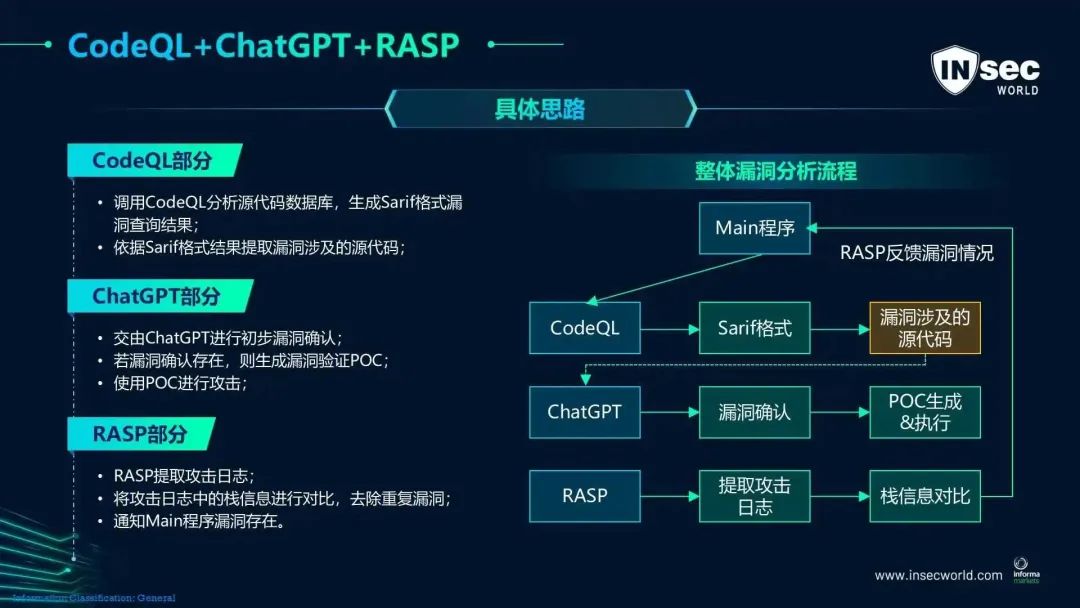 CodeQL+ChatGPT+RASP
INsec
WORLD
具体思路
CodeQL部分
• 调用CodeQL分析源代码数据库，生成Sarif格式漏
洞查询结果；
• 依据Sarif格式结果提取漏洞涉及的源代码；
ChatGPT部分
• 交由ChatGPT进行初步漏洞确认；
• 若漏洞确认存在，则生成漏洞验证POC；
• 使用POC进行攻击；
RASP部分
• RASP提取攻击日志；
• 将攻击日志中的栈信息进行对比，去除重复漏洞；
• 通知Main程序漏洞存在。
整体漏洞分析流程
Main程序
RASP反馈漏洞情况
CodeQL
Sarif格式
漏洞涉及的
源代码
ChatGPT
漏洞确认
POC生成
&执行
RASP
提取攻击
日志
栈信息对比
www.insecworld.com
informa
markets
Information Classification: General